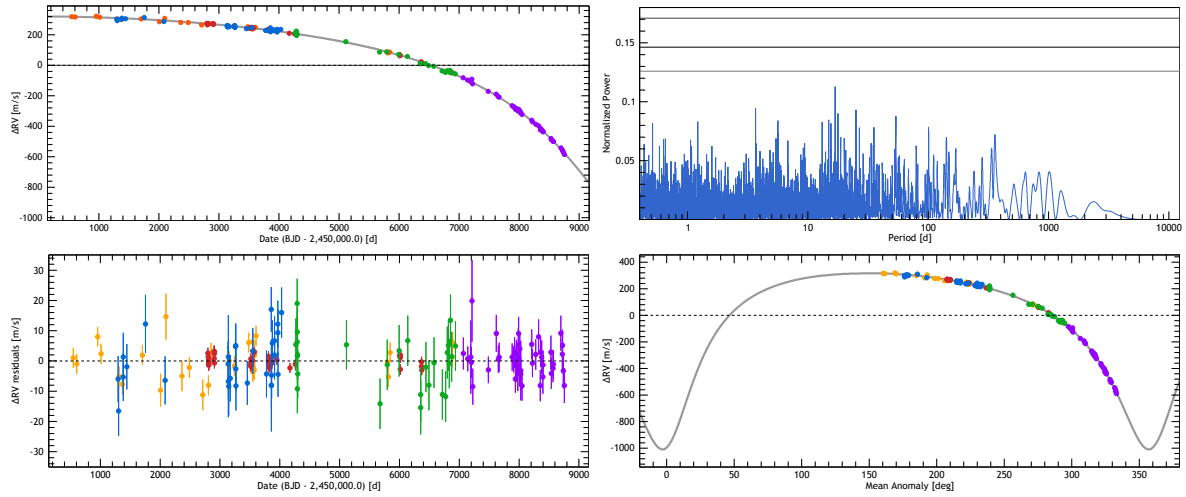 200
0
-200
-400
-600
-800
-1000
ΔRV [m/s]
1000 2000 3000 4000 5000 6000 7000 8000 9000
Date (BJD - 2,450,000.0) [d]
0.15
0.1
0.05
Normalized Power
1 10 100 1000 10000
Period [d]
30
20
10
0
-10
-20
-30
ΔRV residuals [m/s]
1000 2000 3000 4000 5000 6000 7000 8000 9000
Date (BJD - 2,450,000.0) [d]
400
200
0
-200
-400
-600
-800
-1000
ΔRV [m/s]
0 50 100 150 200 250 300 350
Mean Anomaly [deg]